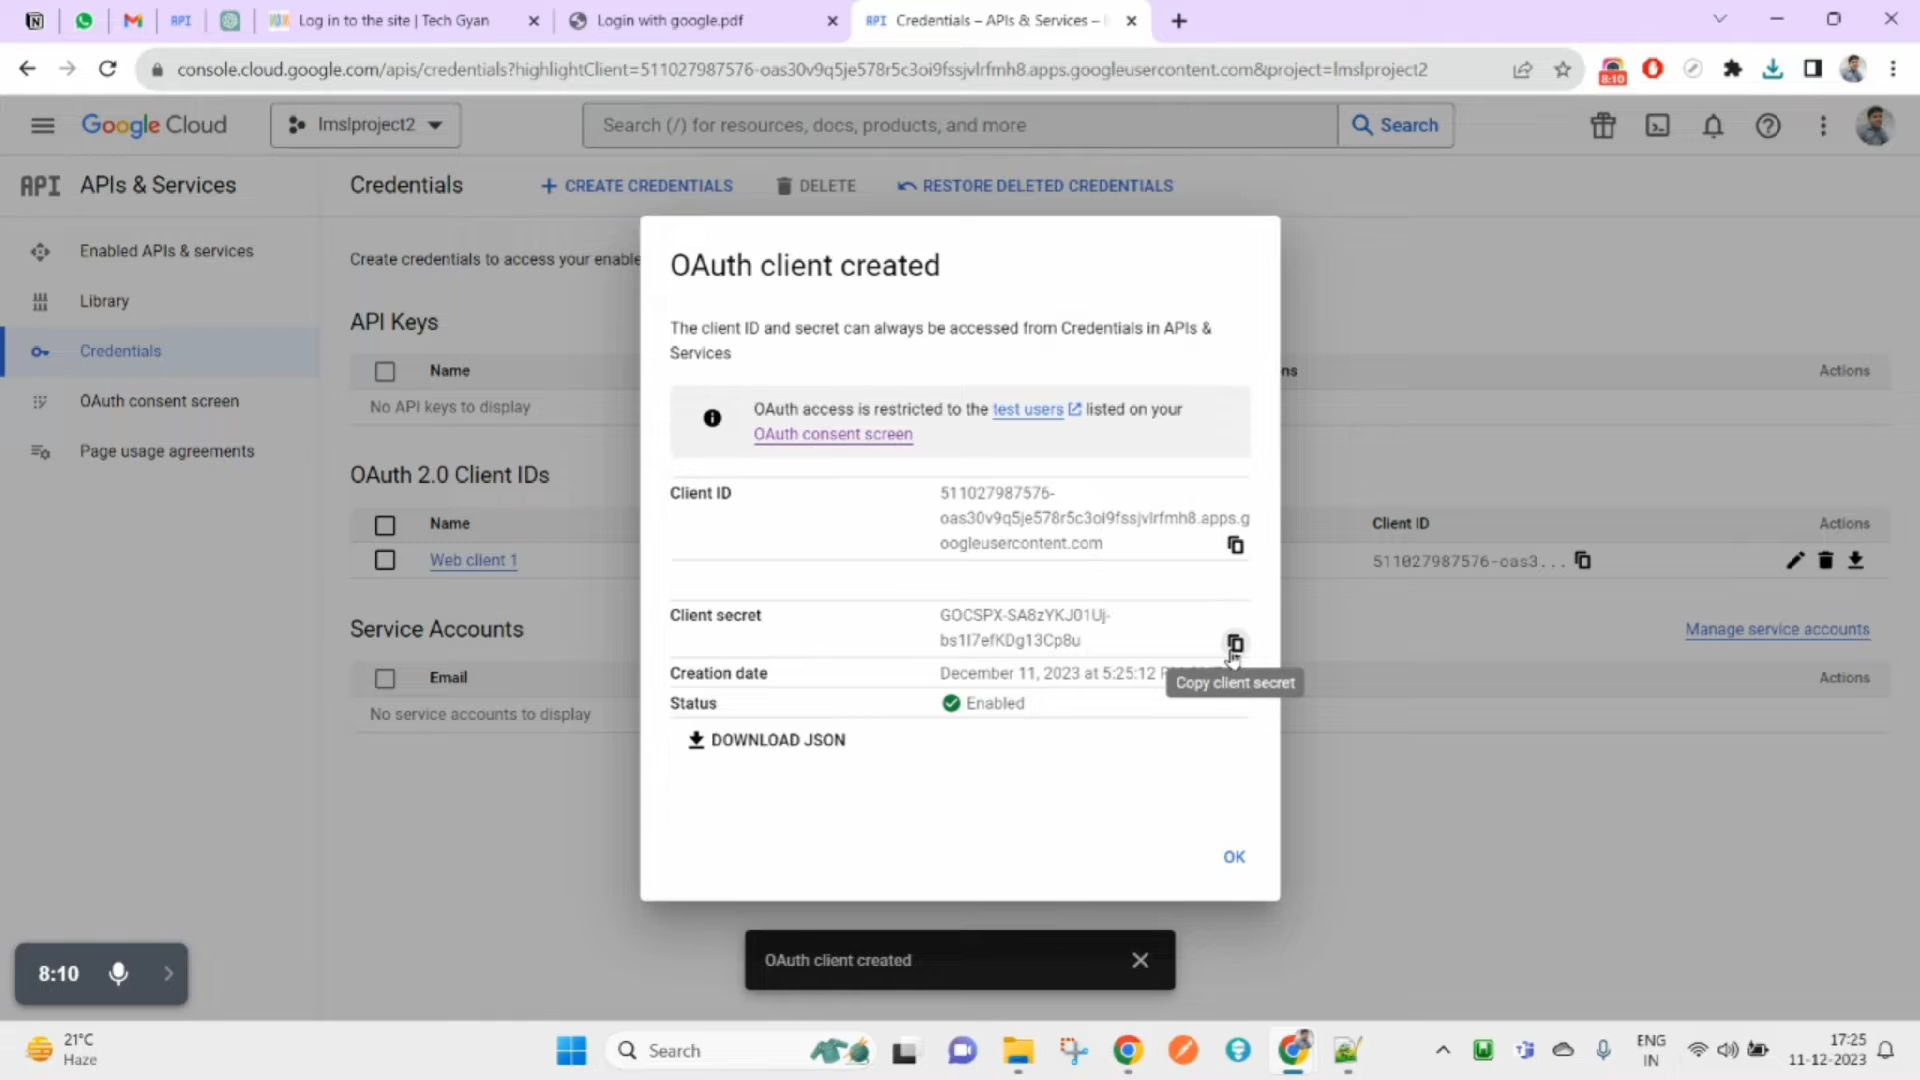 Log in to the site | Tech Gyan
Login with google.pdf
API Credentials – APIs & Services –
console.cloud.google.com/apis/credentials?highlightClient=511027987576-oas30v9q5je578r5c3oi9fssjvlrfmh8.apps.googleusercontent.com&project=lmslproject2
8:10
Google Cloud
lmslproject2
Search (/) for resources, docs, products, and more
Search
API APIs & Services
Credentials
+ CREATE CREDENTIALS
DELETE
RESTORE DELETED CREDENTIALS
Enabled APIs & services
Library
Credentials
OAuth consent screen
Page usage agreements
Create credentials to access your enable
API Keys
Name
ns
Actions
No API keys to display
OAuth 2.0 Client IDs
Name
Client ID
Actions
Web client 1
511027987576-oas3...
Service Accounts
Manage service accounts
Email
Actions
No service accounts to display
OAuth client created
The client ID and secret can always be accessed from Credentials in APIs &
Services
OAuth access is restricted to the test users listed on your
OAuth consent screen
Client ID
511027987576-
oas30v9q5je578r5c3oi9fssjvlrfmh8.apps.g
oogleusercontent.com
Client secret
GOCSPX-SA8zYKJ01Uj-
bs1I7efKDg13Cp8u
Creation date
December 11, 2023 at 5:25:12 P
Copy client secret
Status
Enabled
DOWNLOAD JSON
OK
OAuth client created
8:10
21°C
Haze
Search
ENG
IN
17:25
11-12-2023